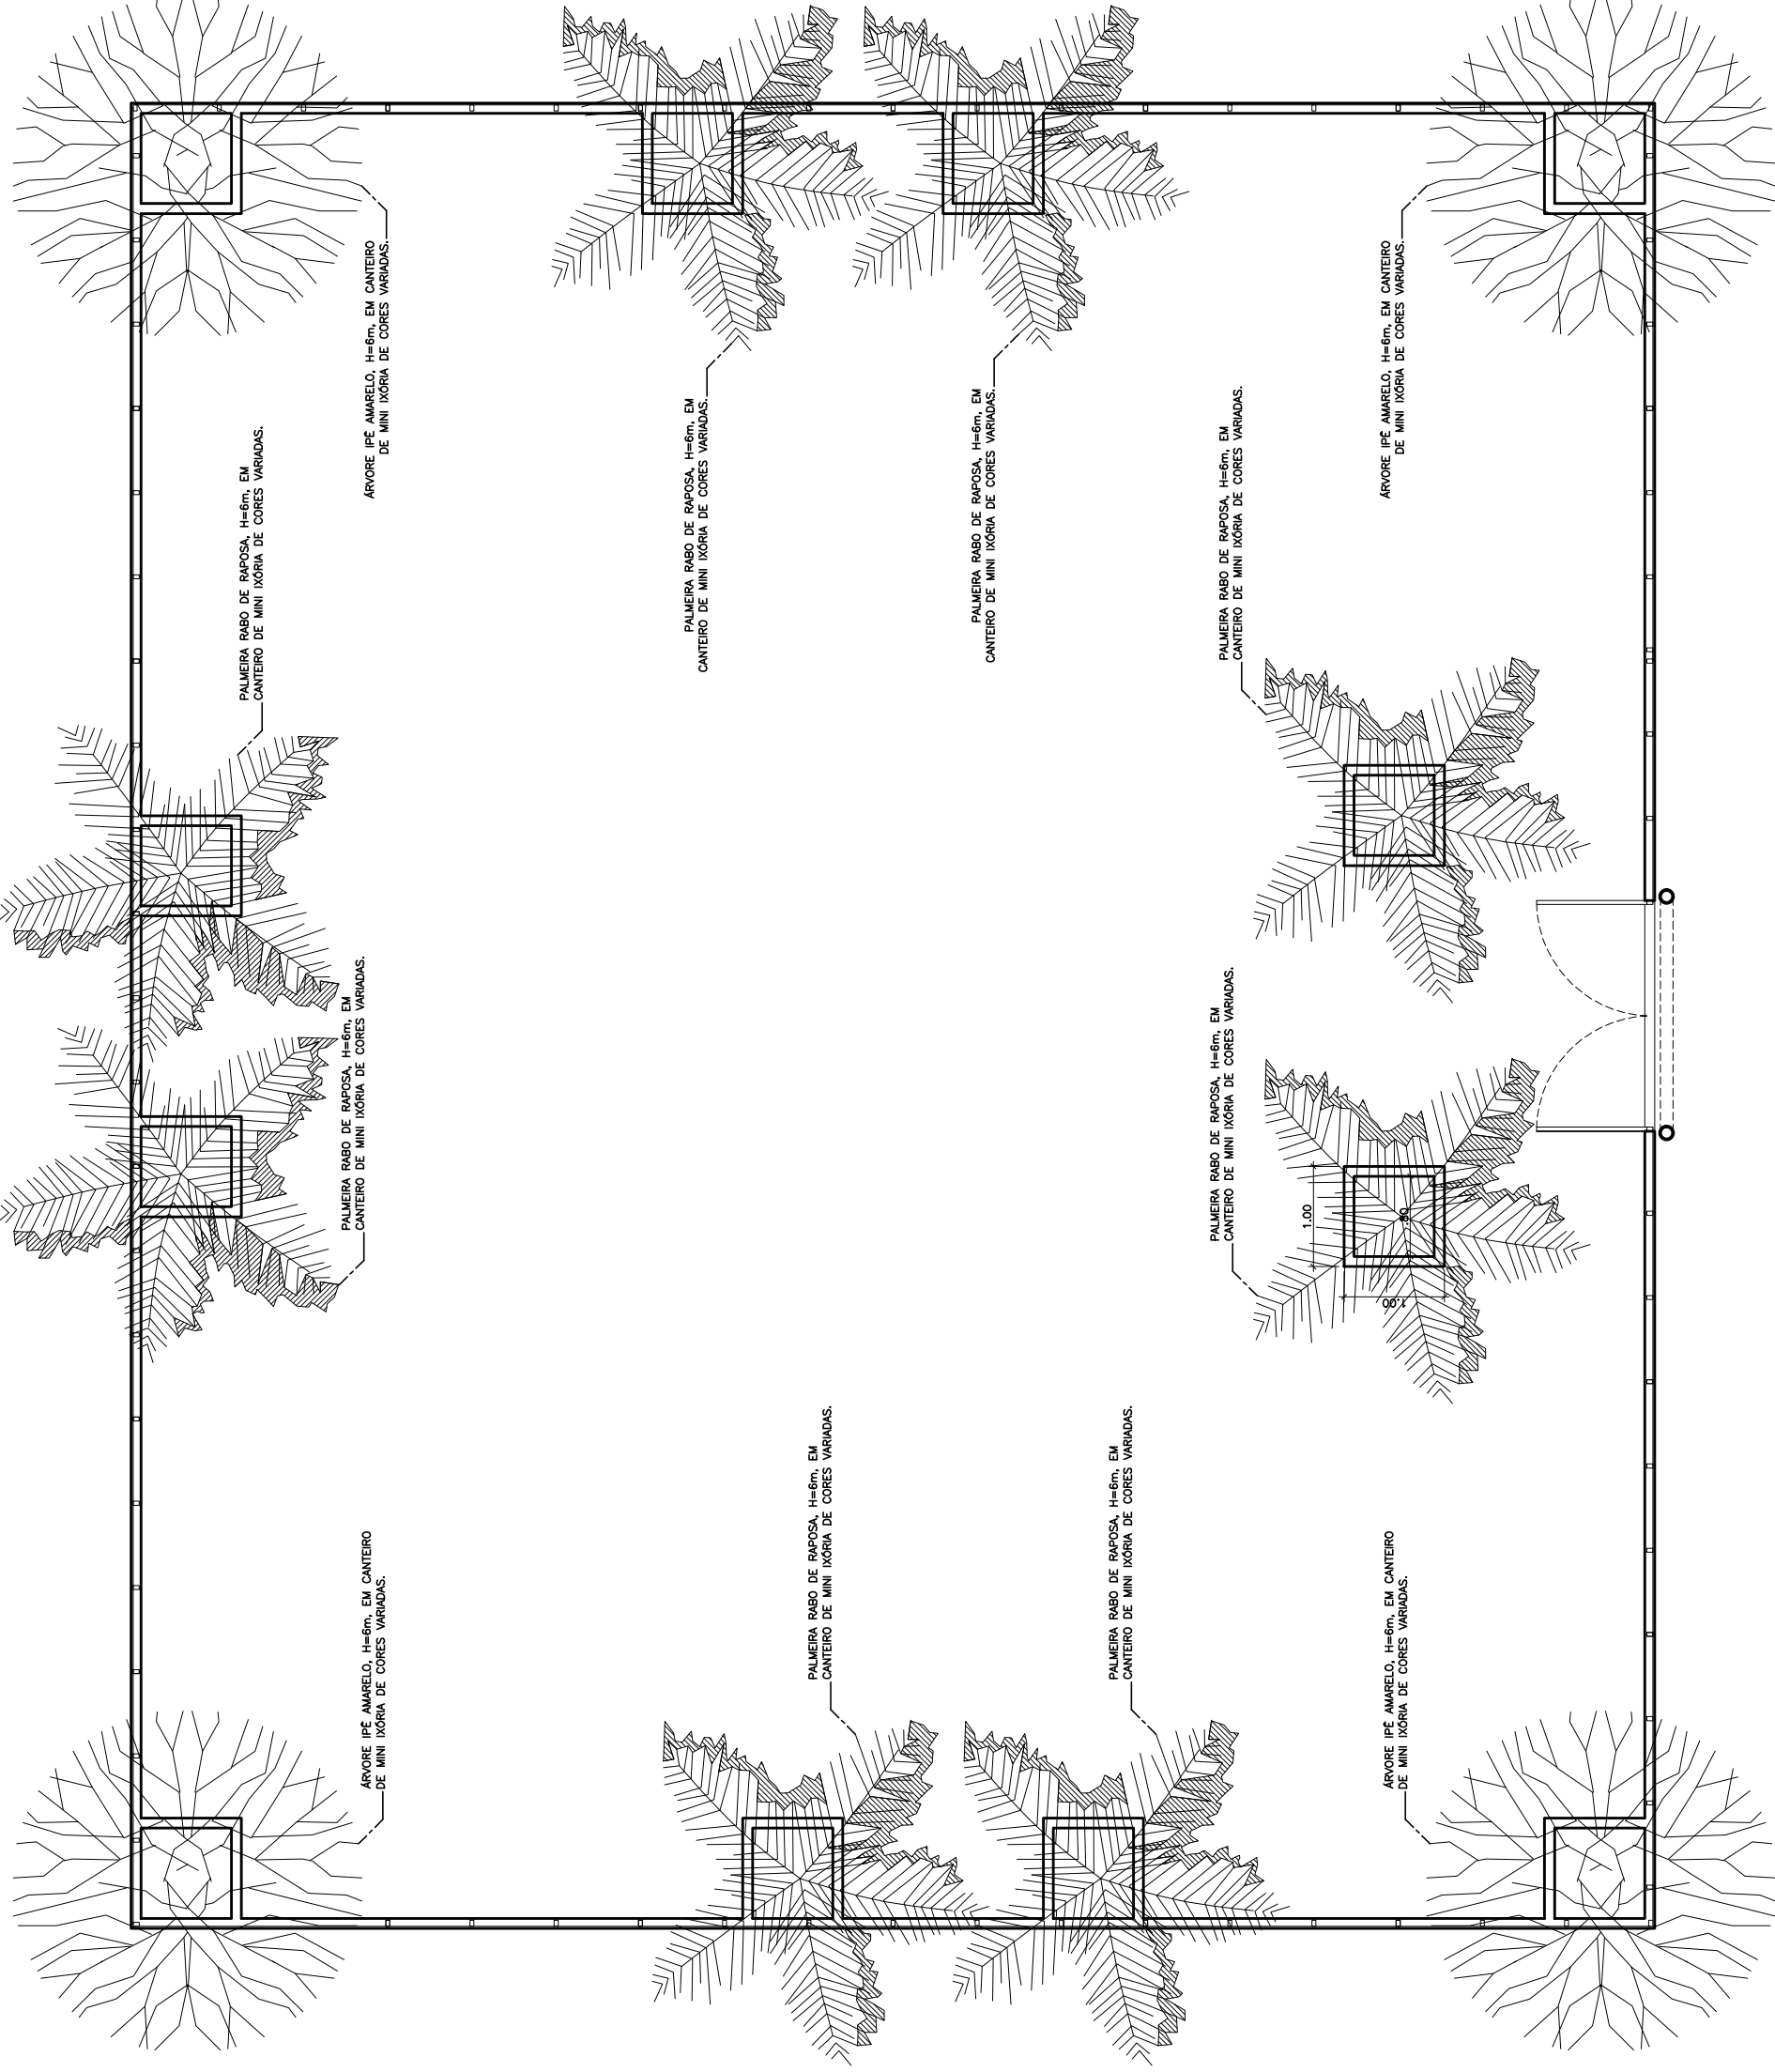 ÁRVORE IPÊ AMARELO, H=6m, EM CANTEIRO
DE MINI IXÓRIA DE CORES VARIADAS.
PALMEIRA RABO DE RAPOSA, H=6m, EM
CANTEIRO DE MINI IXÓRIA DE CORES VARIADAS.
PALMEIRA RABO DE RAPOSA, H=6m, EM
CANTEIRO DE MINI IXÓRIA DE CORES VARIADAS.
ÁRVORE IPÊ AMARELO, H=6m, EM CANTEIRO
DE MINI IXÓRIA DE CORES VARIADAS.
PALMEIRA RABO DE RAPOSA, H=6m, EM
CANTEIRO DE MINI IXÓRIA DE CORES VARIADAS.
PALMEIRA RABO DE RAPOSA, H=6m, EM
CANTEIRO DE MINI IXÓRIA DE CORES VARIADAS.
PALMEIRA RABO DE RAPOSA, H=6m, EM
CANTEIRO DE MINI IXÓRIA DE CORES VARIADAS.
PALMEIRA RABO DE RAPOSA, H=6m, EM
CANTEIRO DE MINI IXÓRIA DE CORES VARIADAS.
PALMEIRA RABO DE RAPOSA, H=6m, EM
CANTEIRO DE MINI IXÓRIA DE CORES VARIADAS.
PALMEIRA RABO DE RAPOSA, H=6m, EM
CANTEIRO DE MINI IXÓRIA DE CORES VARIADAS.
1.00
.80
1.00
ÁRVORE IPÊ AMARELO, H=6m, EM CANTEIRO
DE MINI IXÓRIA DE CORES VARIADAS.
ÁRVORE IPÊ AMARELO, H=6m, EM CANTEIRO
DE MINI IXÓRIA DE CORES VARIADAS.